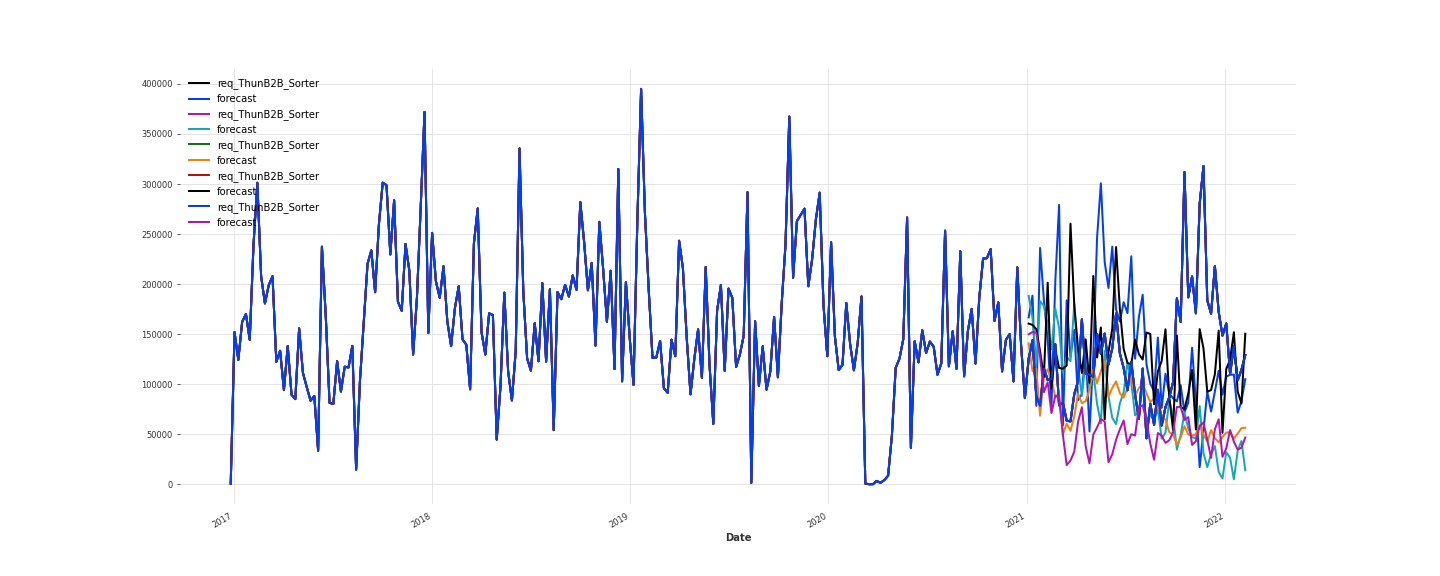 400000
350000
300000
250000
200000
150000
100000
50000
0
req_ThunB2B_Sorter
forecast
req_ThunB2B_Sorter
forecast
req_ThunB2B_Sorter
forecast
req_ThunB2B_Sorter
forecast
req_ThunB2B_Sorter
forecast
2017
2018
2019
2020
2021
2022
Date